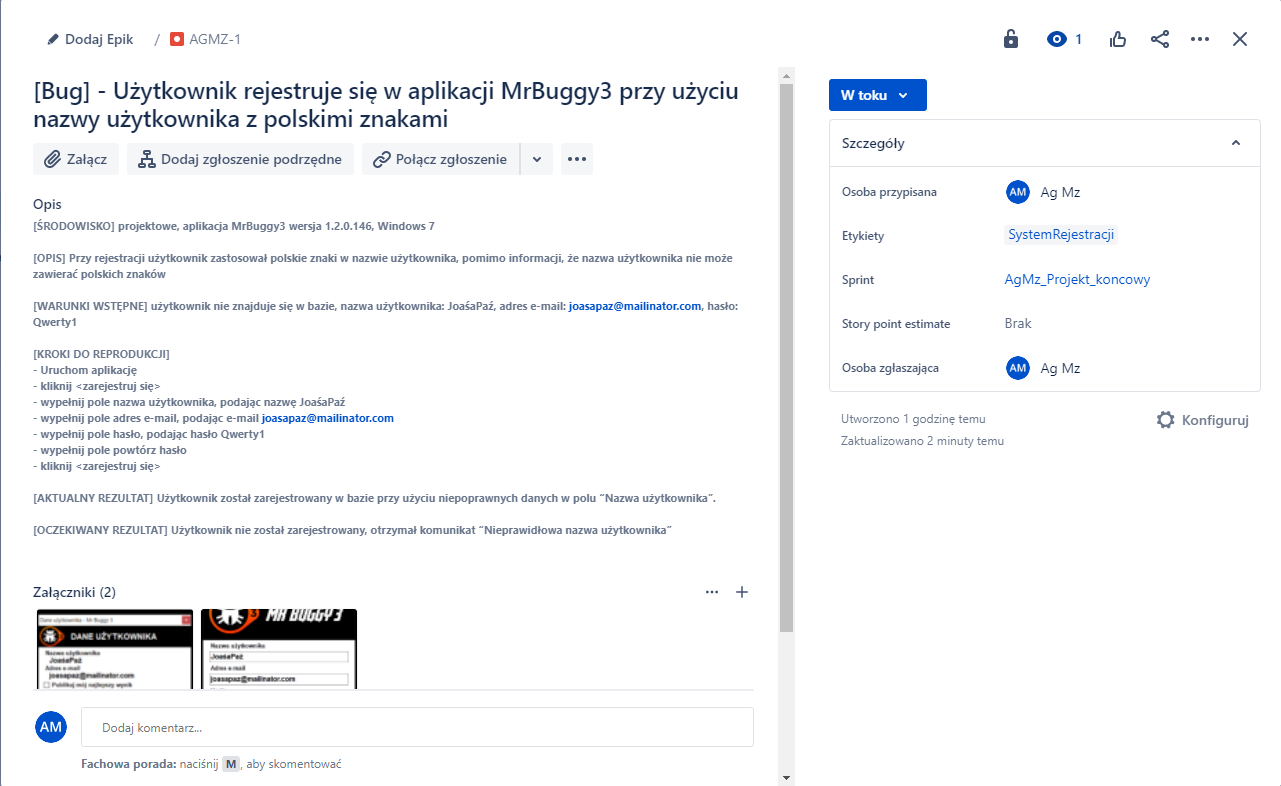 Dodaj Epik / AGMZ-1
1
[Bug] - Użytkownik rejestruje się w aplikacji MrBuggy3 przy użyciu
nazwy użytkownika z polskimi znakami
Załącz Dodaj zgłoszenie podrzędne Połącz zgłoszenie
Opis
[ŚRODOWISKO] projektowe, aplikacja MrBuggy3 wersja 1.2.0.146, Windows 7
[OPIS] Przy rejestracji użytkownik zastosował polskie znaki w nazwie użytkownika, pomimo informacji, że nazwa użytkownika nie może
zawierać polskich znaków
[WARUNKI WSTĘPNE] użytkownik nie znajduje się w bazie, nazwa użytkownika: JoaśaPaź, adres e-mail: joasapaz@mailinator.com, hasło:
Qwerty1
[KROKI DO REPRODUKCJI]
- Uruchom aplikację
- kliknij <zarejestruj się>
- wypełnij pole nazwa użytkownika, podając nazwę JoaśaPaź
- wypełnij pole adres e-mail, podając e-mail joasapaz@mailinator.com
- wypełnij pole hasło, podając hasło Qwerty1
- wypełnij pole powtórz hasło
- kliknij <zarejestruj się>
[AKTUALNY REZULTAT] Użytkownik został zarejestrowany w bazie przy użyciu niepoprawnych danych w polu “Nazwa użytkownika”.
[OCZEKIWANY REZULTAT] Użytkownik nie został zarejestrowany, otrzymał komunikat “Nieprawidłowa nazwa użytkownika”
Załączniki (2)
Dane użytkownika - Mr Buggy 3
DANE UŻYTKOWNIKA
Nazwa użytkownika
JoaśaPaź
Adres e-mail
joasapaz@mailinator.com
Publikuj mój najlepszy wynik
MR BUGGY 3
Nazwa użytkownika
JoaśaPaź
Adres e-mail
joasapaz@mailinator.com
AM Dodaj komentarz...
Fachowa porada: naciśnij M, aby skomentować
W toku
Szczegóły
Osoba przypisana AM Ag Mz
Etykiety SystemRejestracji
Sprint AgMz_Projekt_koncowy
Story point estimate Brak
Osoba zgłaszająca AM Ag Mz
Utworzono 1 godzinę temu Konfiguruj
Zaktualizowano 2 minuty temu